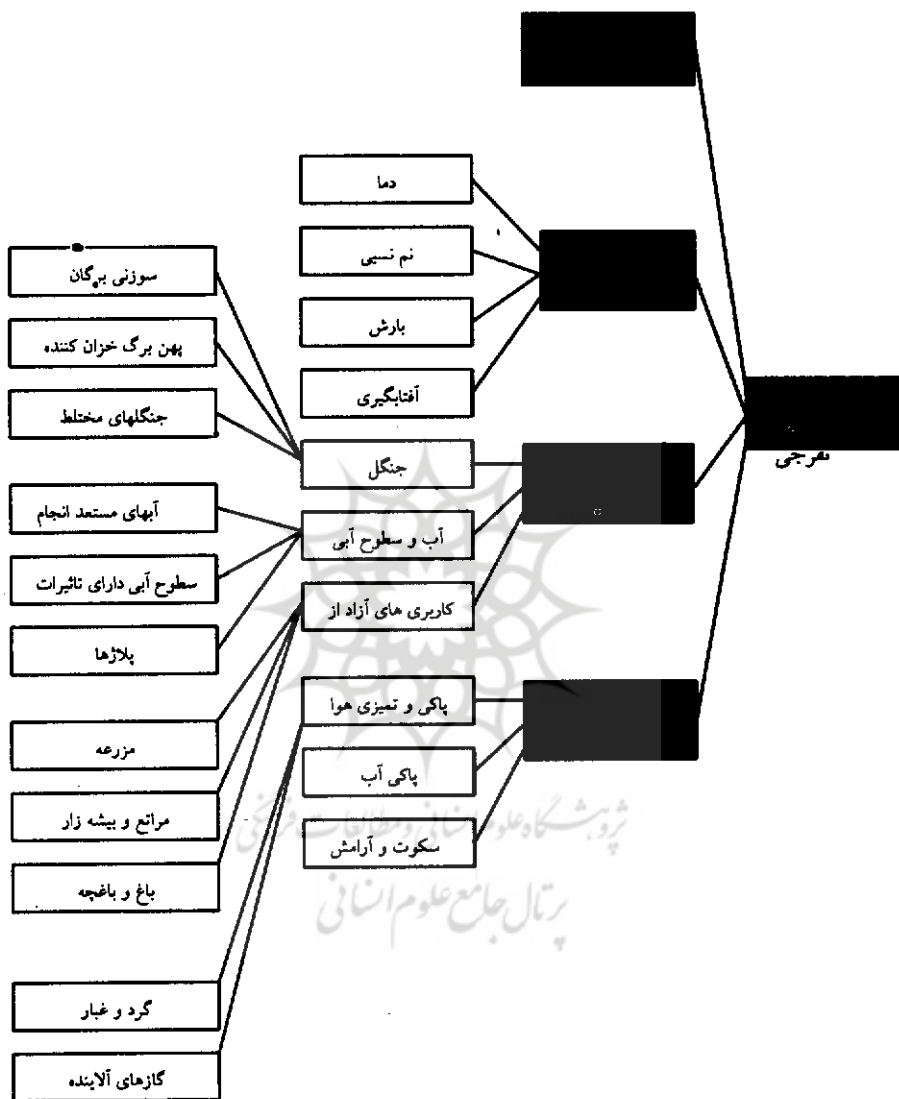 دما
نم نسبی
بارش
آفتابگیری
جنگل
آب و سطوح آبی
کاربری های آزاد از
پاکی و تمیزی هوا
پاکی آب
سکوت و آرامش
سوزنی برگان
پهن برگ خزان کننده
جنگلهای مختلط
آبهای مستعد انجام
سطوح آبی دارای تاثیرات
پلاژها
مزرعه
مراتع و بیشه زار
باغ و باغچه
گرد و غبار
گازهای آلاینده
تفرجی
پژوهشگاه علوم انسانی و مطالعات فرهنگی
پرتال جامع علوم انسانی